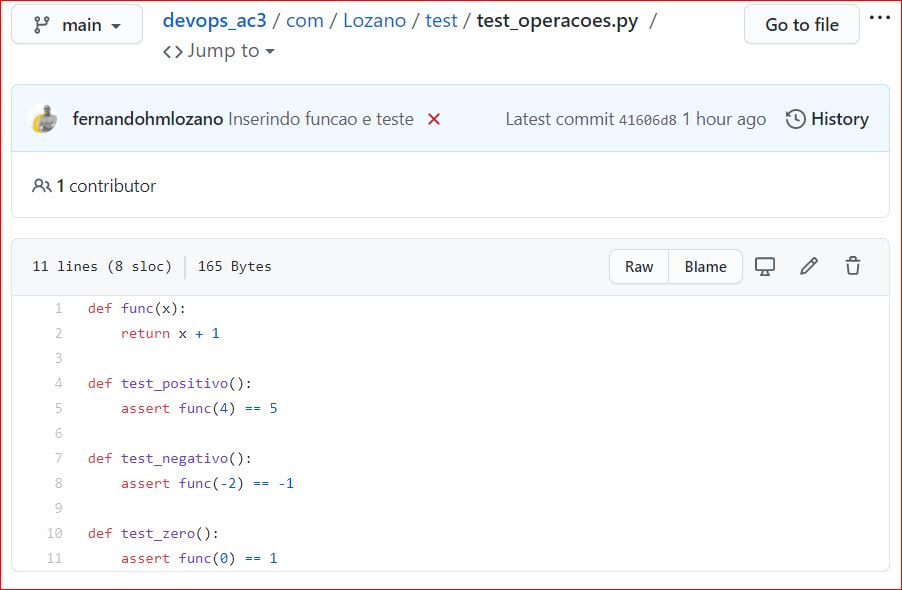 main
devops_ac3 / com / Lozano / test / test_operacoes.py /
Go to file
...
<> Jump to
fernandohmlozano Inserindo funcao e teste
Latest commit 41606d8 1 hour ago
History
1 contributor
11 lines (8 sloc) 165 Bytes
Raw
Blame
1 def func(x):
2     return x + 1
3
4 def test_positivo():
5     assert func(4) == 5
6
7 def test_negativo():
8     assert func(-2) == -1
9
10 def test_zero():
11     assert func(0) == 1